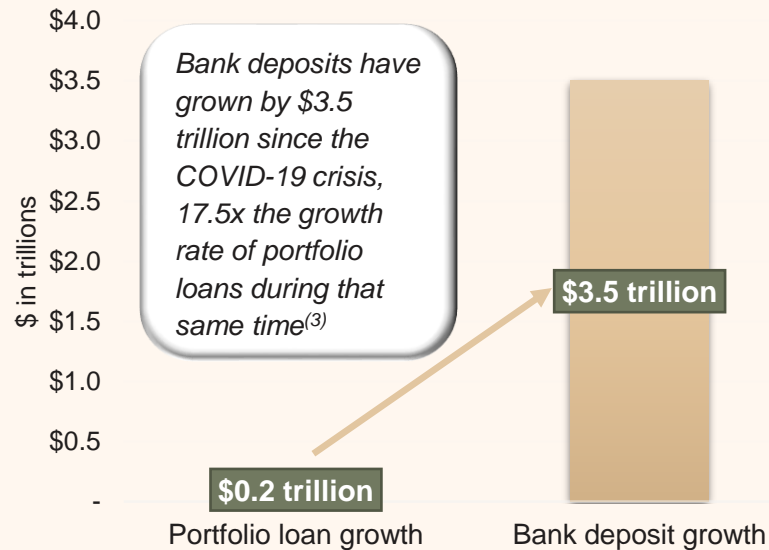 $4.0
$3.5
$3.0
$2.5
$2.0
$1.5
$1.0
$0.5
-
$ in trillions
Bank deposits have
grown by $3.5
trillion since the
COVID-19 crisis,
17.5x the growth
rate of portfolio
loans during that
same time(3)
$0.2 trillion
$3.5 trillion
Portfolio loan growth
Bank deposit growth